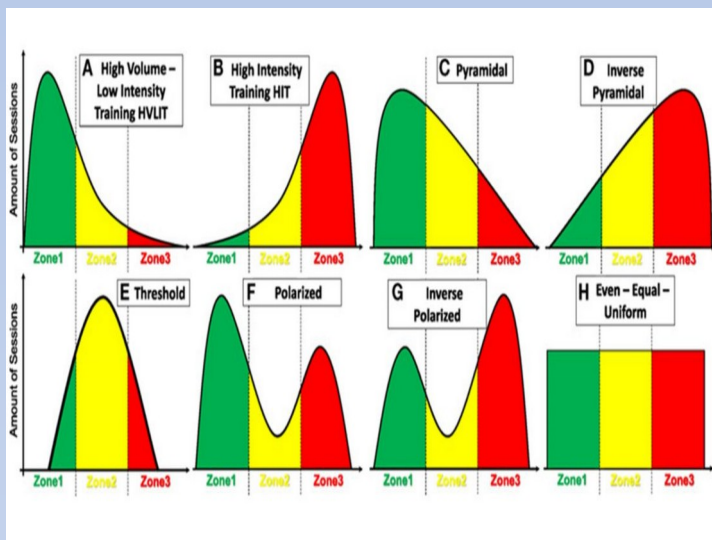 Amount of Sessions
A High Volume –
Low Intensity
Training HVLIT
Zone1 Zone2 Zone3
B High Intensity
Training HIT
Zone1 Zone2 Zone3
C Pyramidal
Zone1 Zone2 Zone3
D Inverse
Pyramidal
Zone1 Zone2 Zone3
Amount of Sessions
E Threshold
Zone1 Zone2 Zone3
F Polarized
Zone1 Zone2 Zone3
G Inverse
Polarized
Zone1 Zone2 Zone3
H Even – Equal –
Uniform
Zone1 Zone2 Zone3